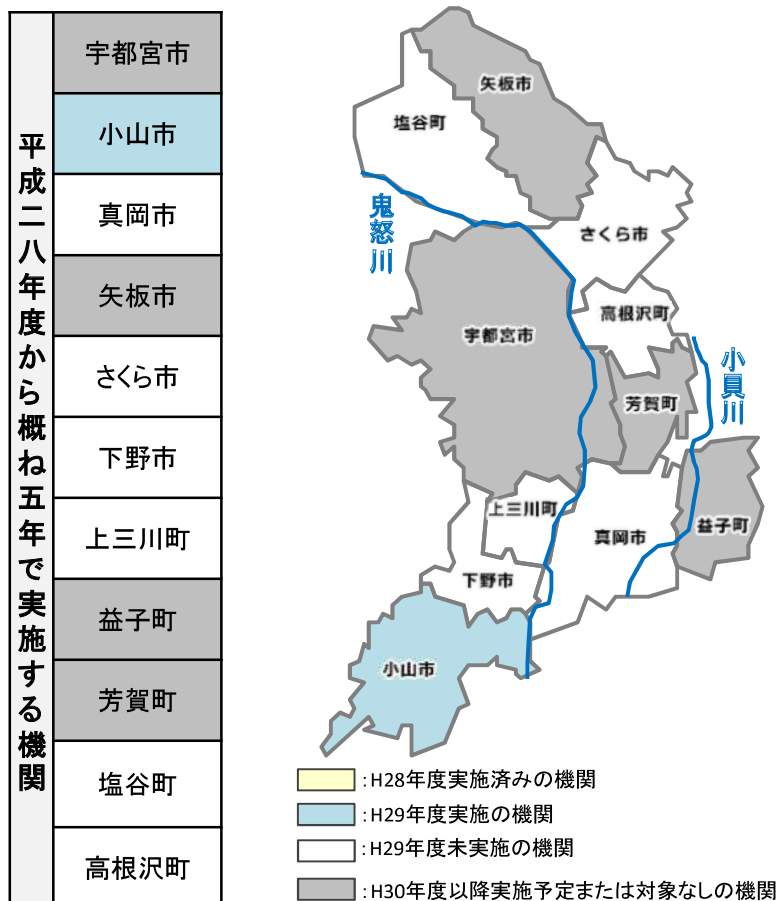 平成二八年度から概ね五年で実施する機関
宇都宮市
小山市
真岡市
矢板市
さくら市
下野市
上三川町
益子町
芳賀町
塩谷町
高根沢町
矢板市
塩谷町
鬼怒川
さくら市
高根沢町
宇都宮市
小貝川
芳賀町
上三川町
益子町
真岡市
下野市
小山市
:H28年度実施済みの機関
:H29年度実施の機関
:H29年度未実施の機関
:H30年度以降実施予定または対象なしの機関